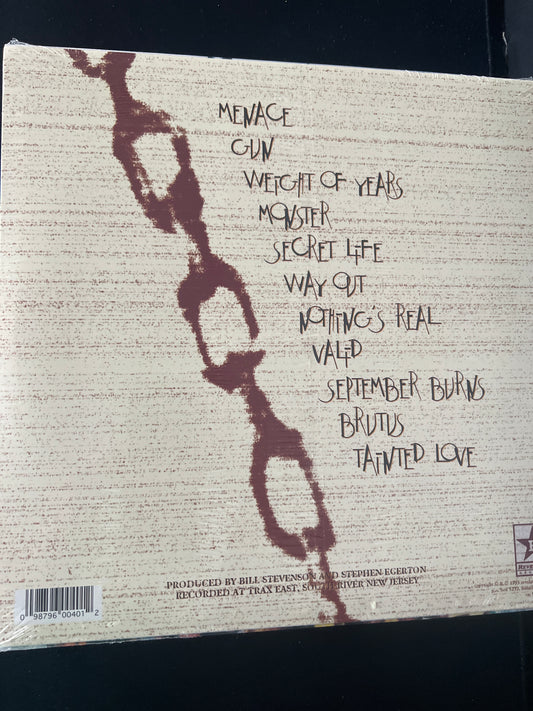 MENACE
GUN
WEIGHT OF YEARS
MONSTER
SECRET LIFE
WAY OUT
NOTHING'S REAL
VALID
SEPTEMBER BURNS
BRUTUS
TAINTED LOVE
PRODUCED BY BILL STEVENSON AND STEPHEN EGERTON
RECORDED AT TRAX EAST, SOUTH RIVER NEW JERSEY
0 98796 00401 2